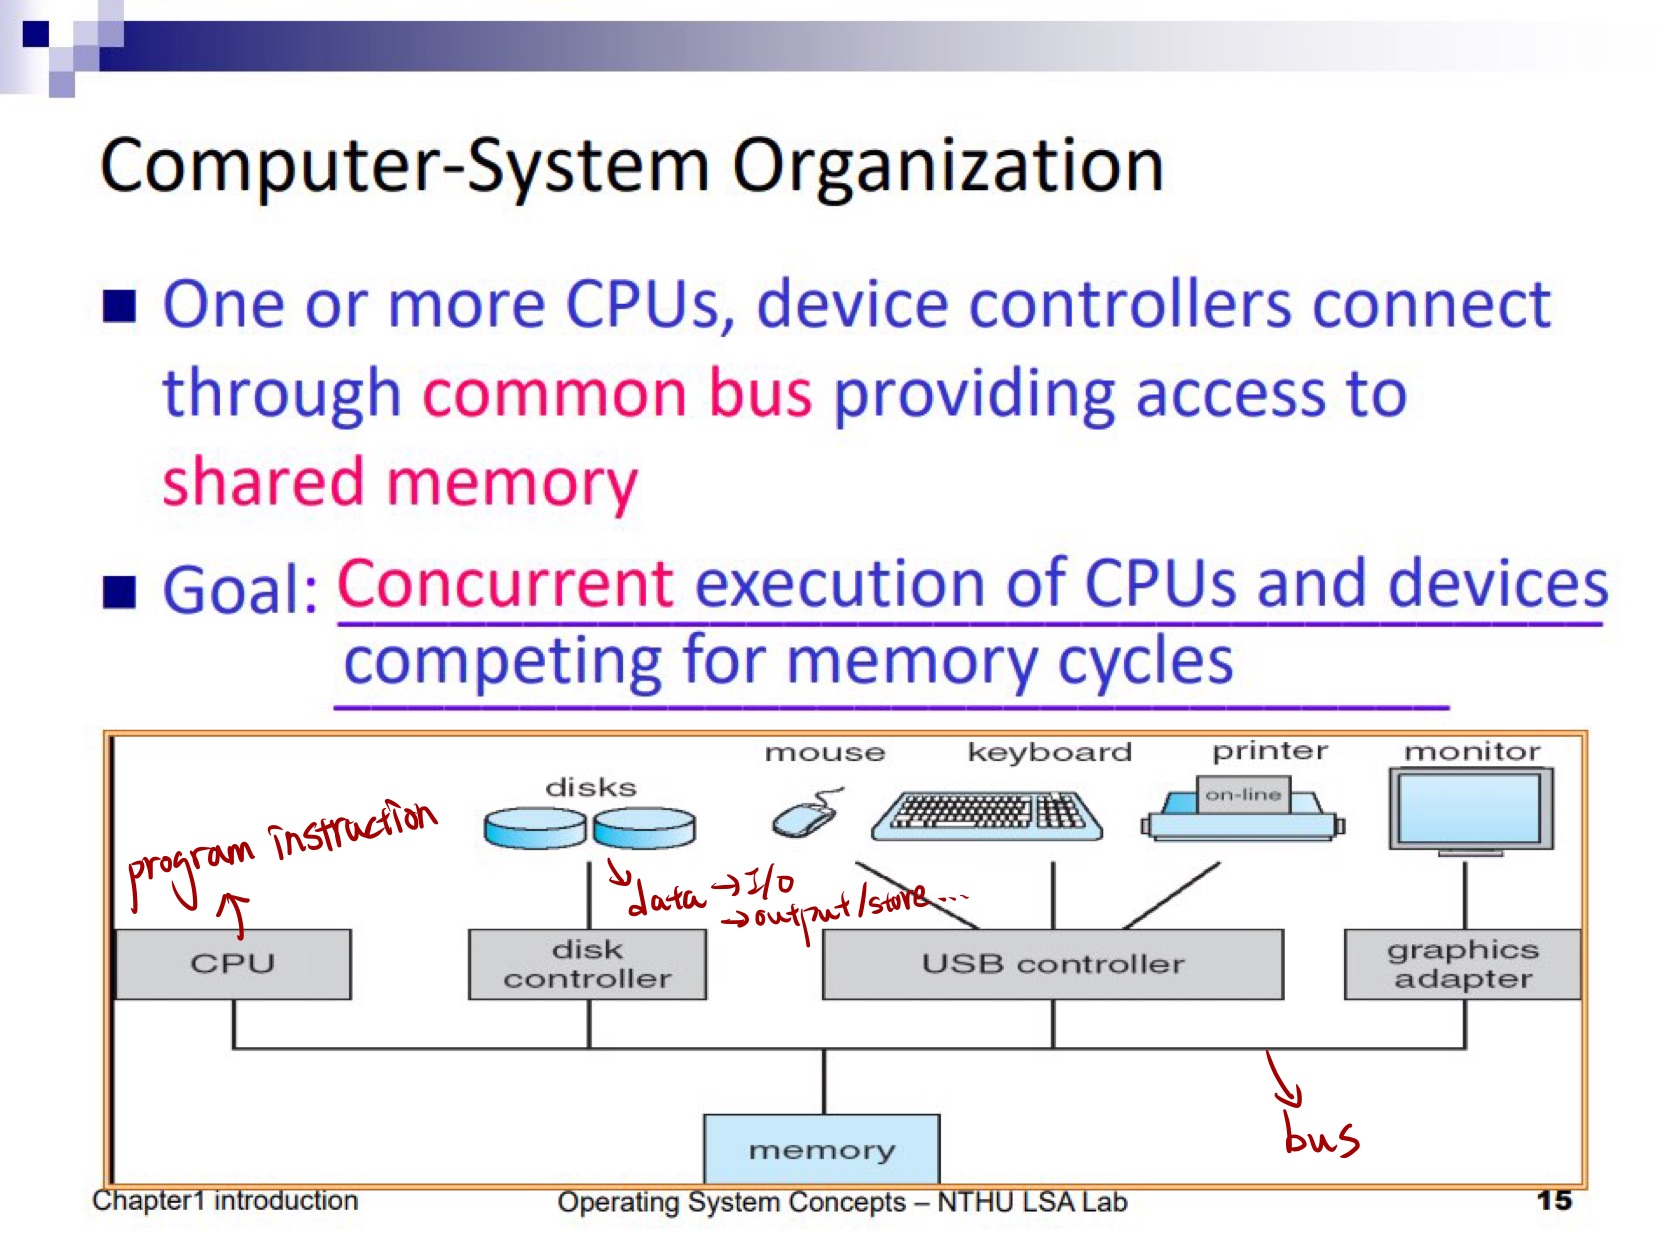 Computer-System Organization
One or more CPUs, device controllers connect
through common bus providing access to
shared memory
Goal: Concurrent execution of CPUs and devices
competing for memory cycles
mouse keyboard printer monitor
disks
on-line
program instraction
data → I/O
→ output/store...
CPU
disk
controller
USB controller
graphics
adapter
bus
memory
Chapter1 introduction
Operating System Concepts – NTHU LSA Lab
15